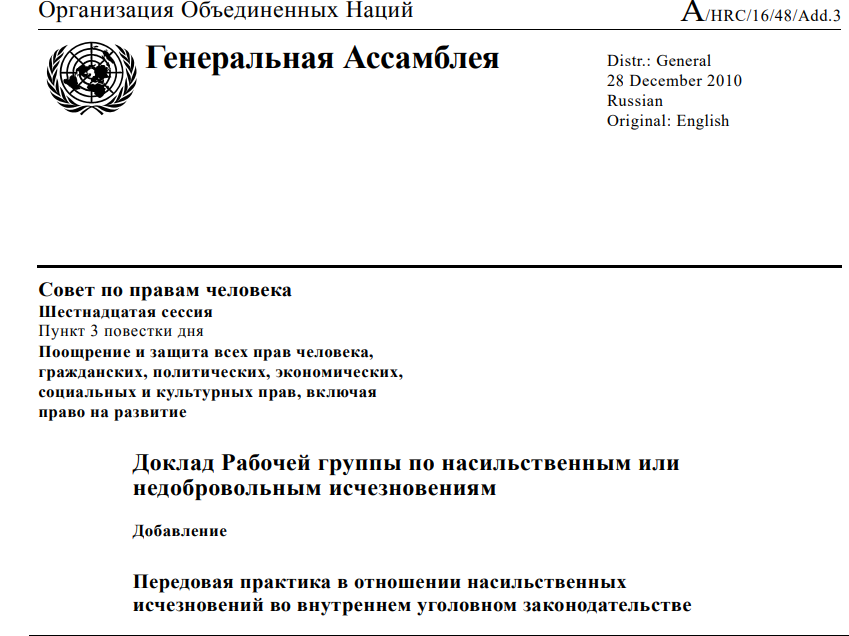 Организация Объединенных Наций
A/HRC/16/48/Add.3
Генеральная Ассамблея
Distr.: General
28 December 2010
Russian
Original: English
Совет по правам человека
Шестнадцатая сессия
Пункт 3 повестки дня
Поощрение и защита всех прав человека,
гражданских, политических, экономических,
социальных и культурных прав, включая
право на развитие
Доклад Рабочей группы по насильственным или
недобровольным исчезновениям
Добавление
Передовая практика в отношении насильственных
исчезновений во внутреннем уголовном законодательстве